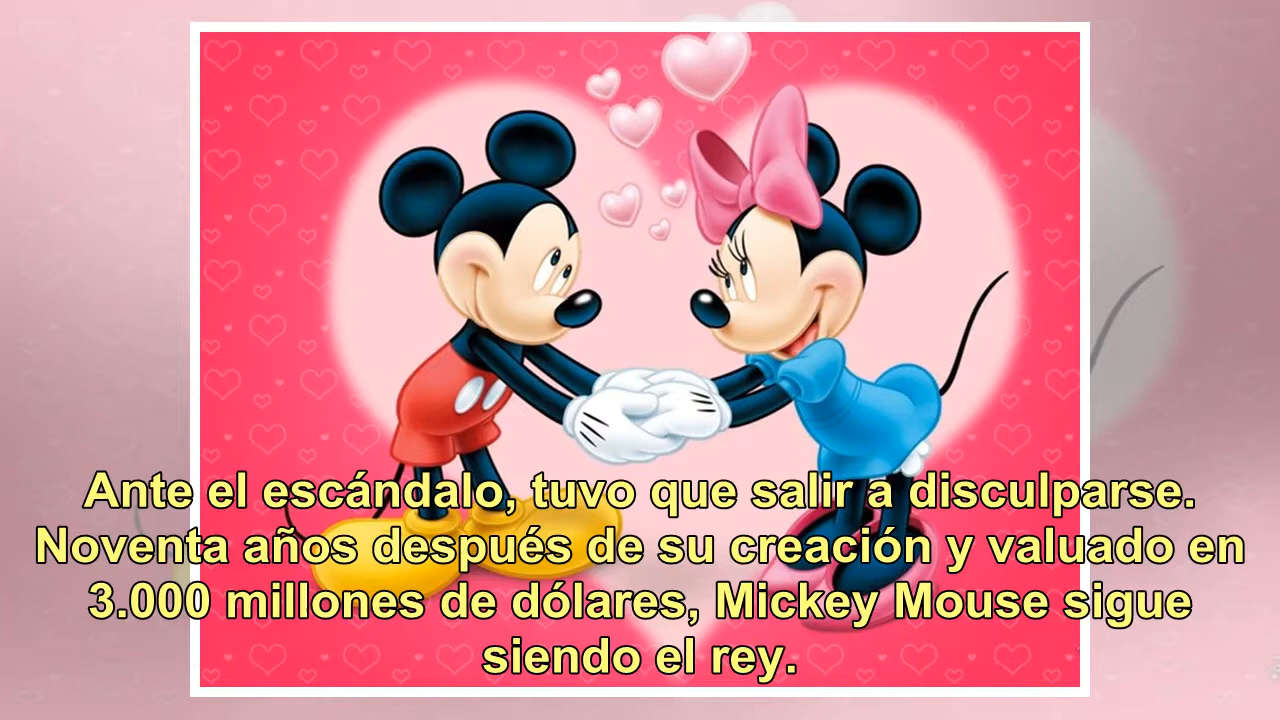 Ante el escándalo, tuvo que salir a disculparse.
Noventa años después de su creación y valuado en
3.000 millones de dólares, Mickey Mouse sigue
siendo el rey.